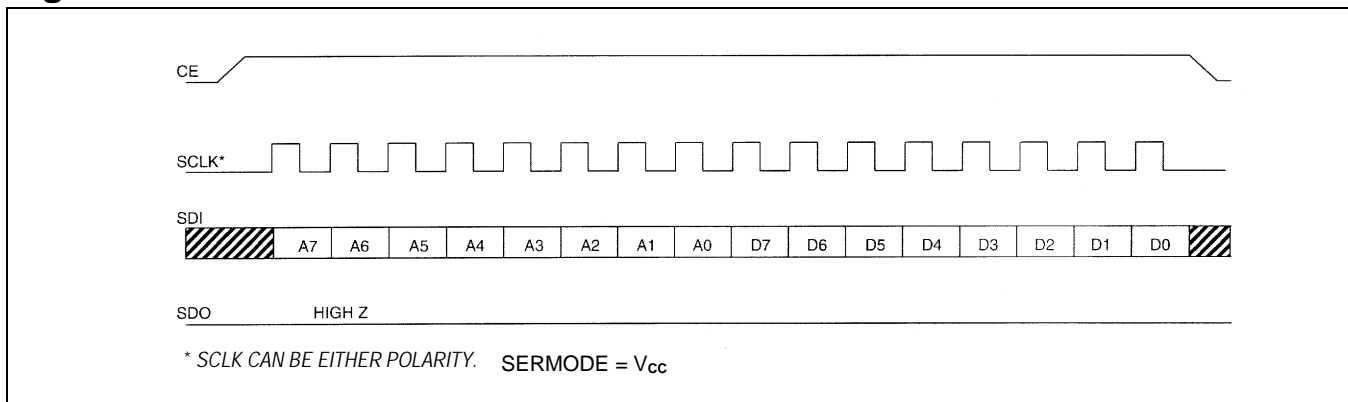 CE
SCLK*
SDI
A7 A6 A5 A4 A3 A2 A1 A0 D7 D6 D5 D4 D3 D2 D1 D0
SDO HIGH Z
* SCLK CAN BE EITHER POLARITY. SERMODE = Vcc